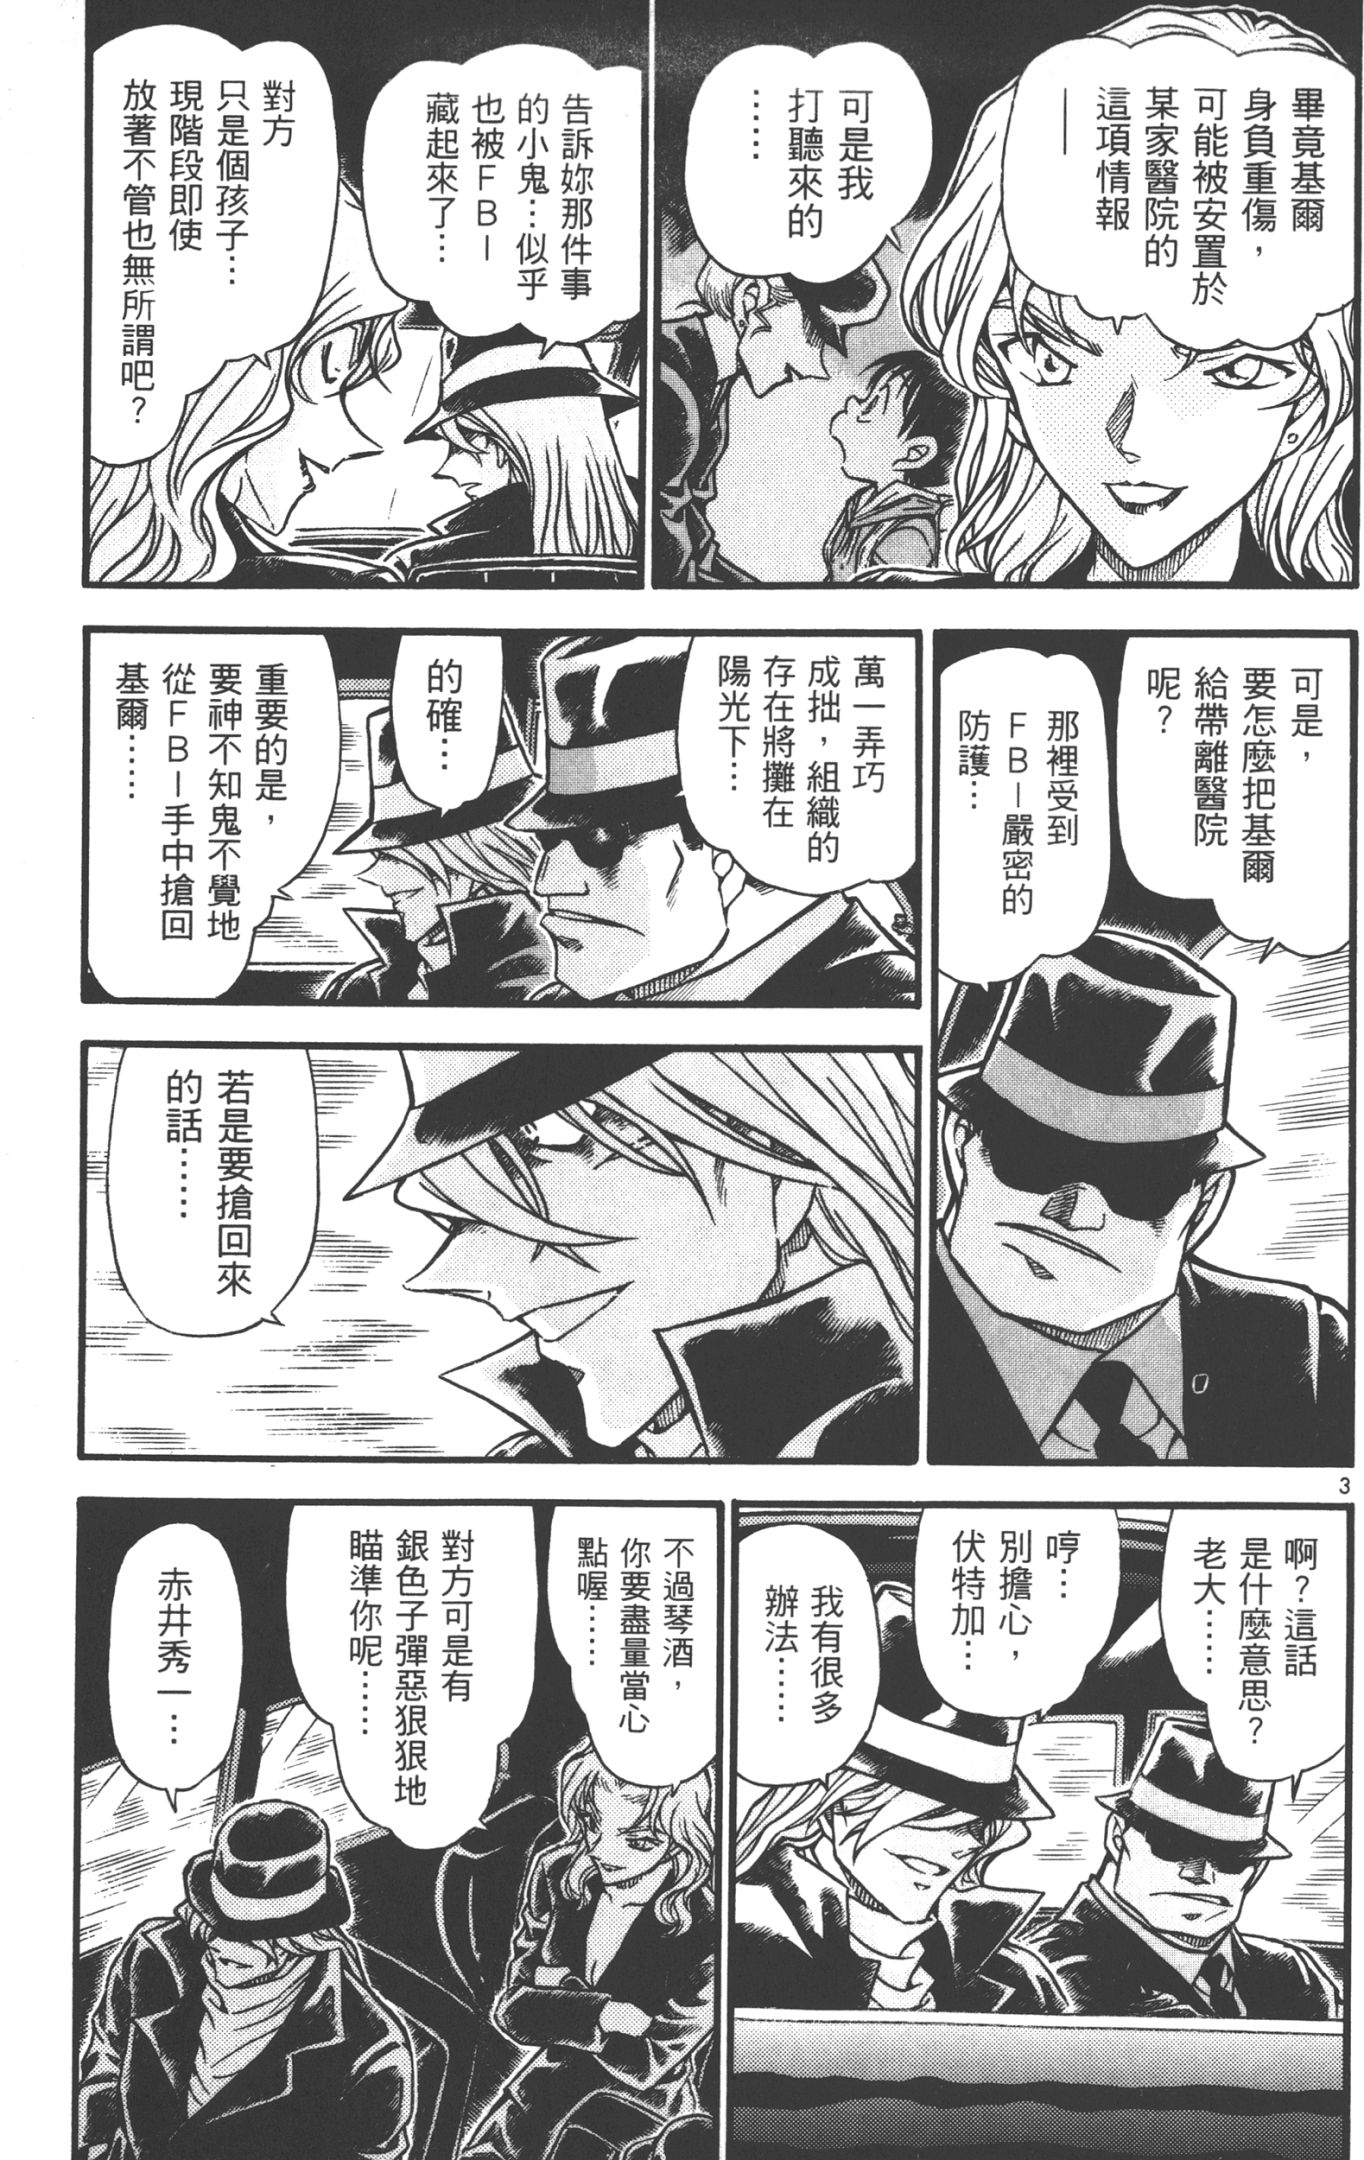 畢竟基爾
身負重傷，
可能被安置於
某家醫院的
這項情報
—
可是我
打聽來的
……
告訴妳那件事
的小鬼…似乎
也被FBI
藏起來了…
對方
只是個孩子…
現階段即使
放著不管也無所謂吧？
可是，
要怎麼把基爾
給帶離醫院
呢？
那裡受到
FBI嚴密的
防護…
萬一弄巧
成拙，組織的
存在將攤在
陽光下…
的確…
重要的是，
要神不知鬼不覺地
從FBI手中搶回
基爾……
若是要搶回來
的話……
3
啊？這話
是什麼意思？
老大……
哼…
別擔心，
伏特加…
我有很多
辦法……
不過琴酒，
你要盡量當心
點喔……
對方可是有
銀色子彈惡狠狠地
瞄準你呢……
赤井秀一…